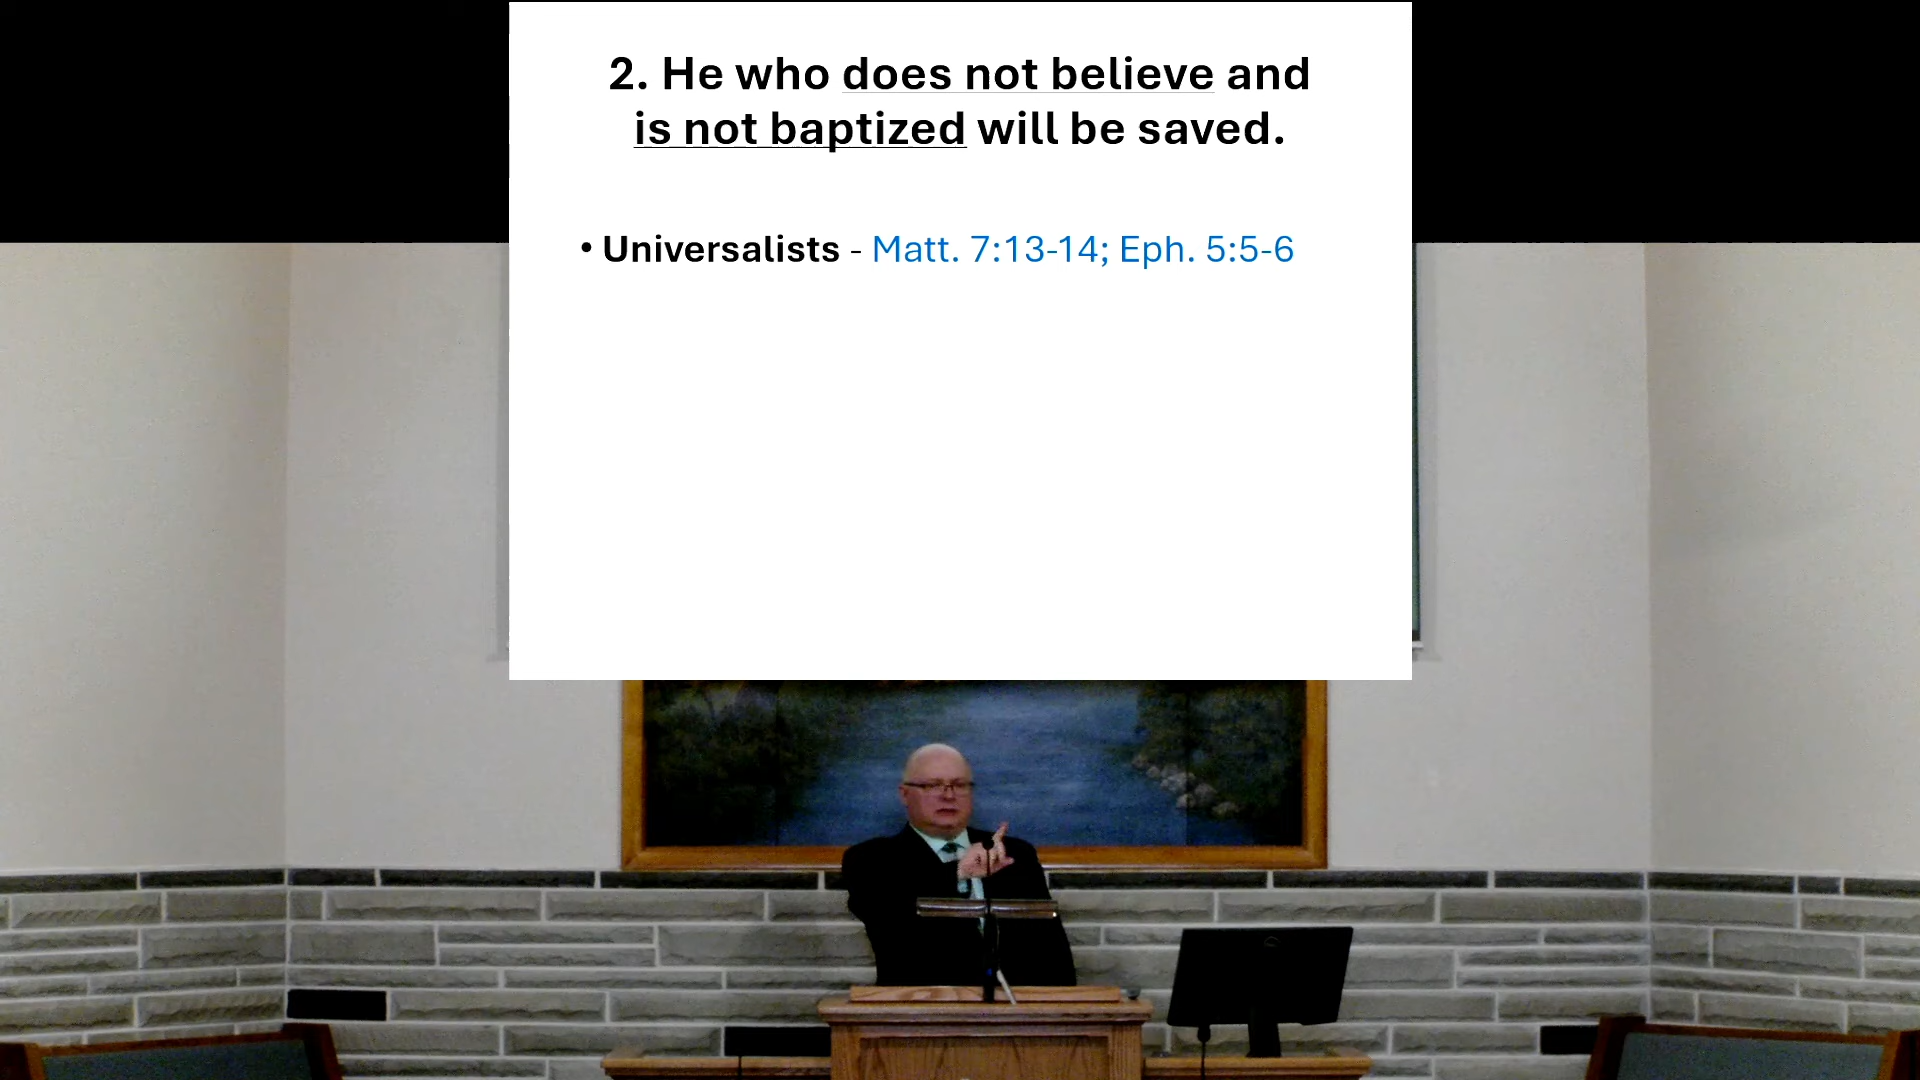 2. He who does not believe and
is not baptized will be saved.
• Universalists - Matt. 7:13-14; Eph. 5:5-6